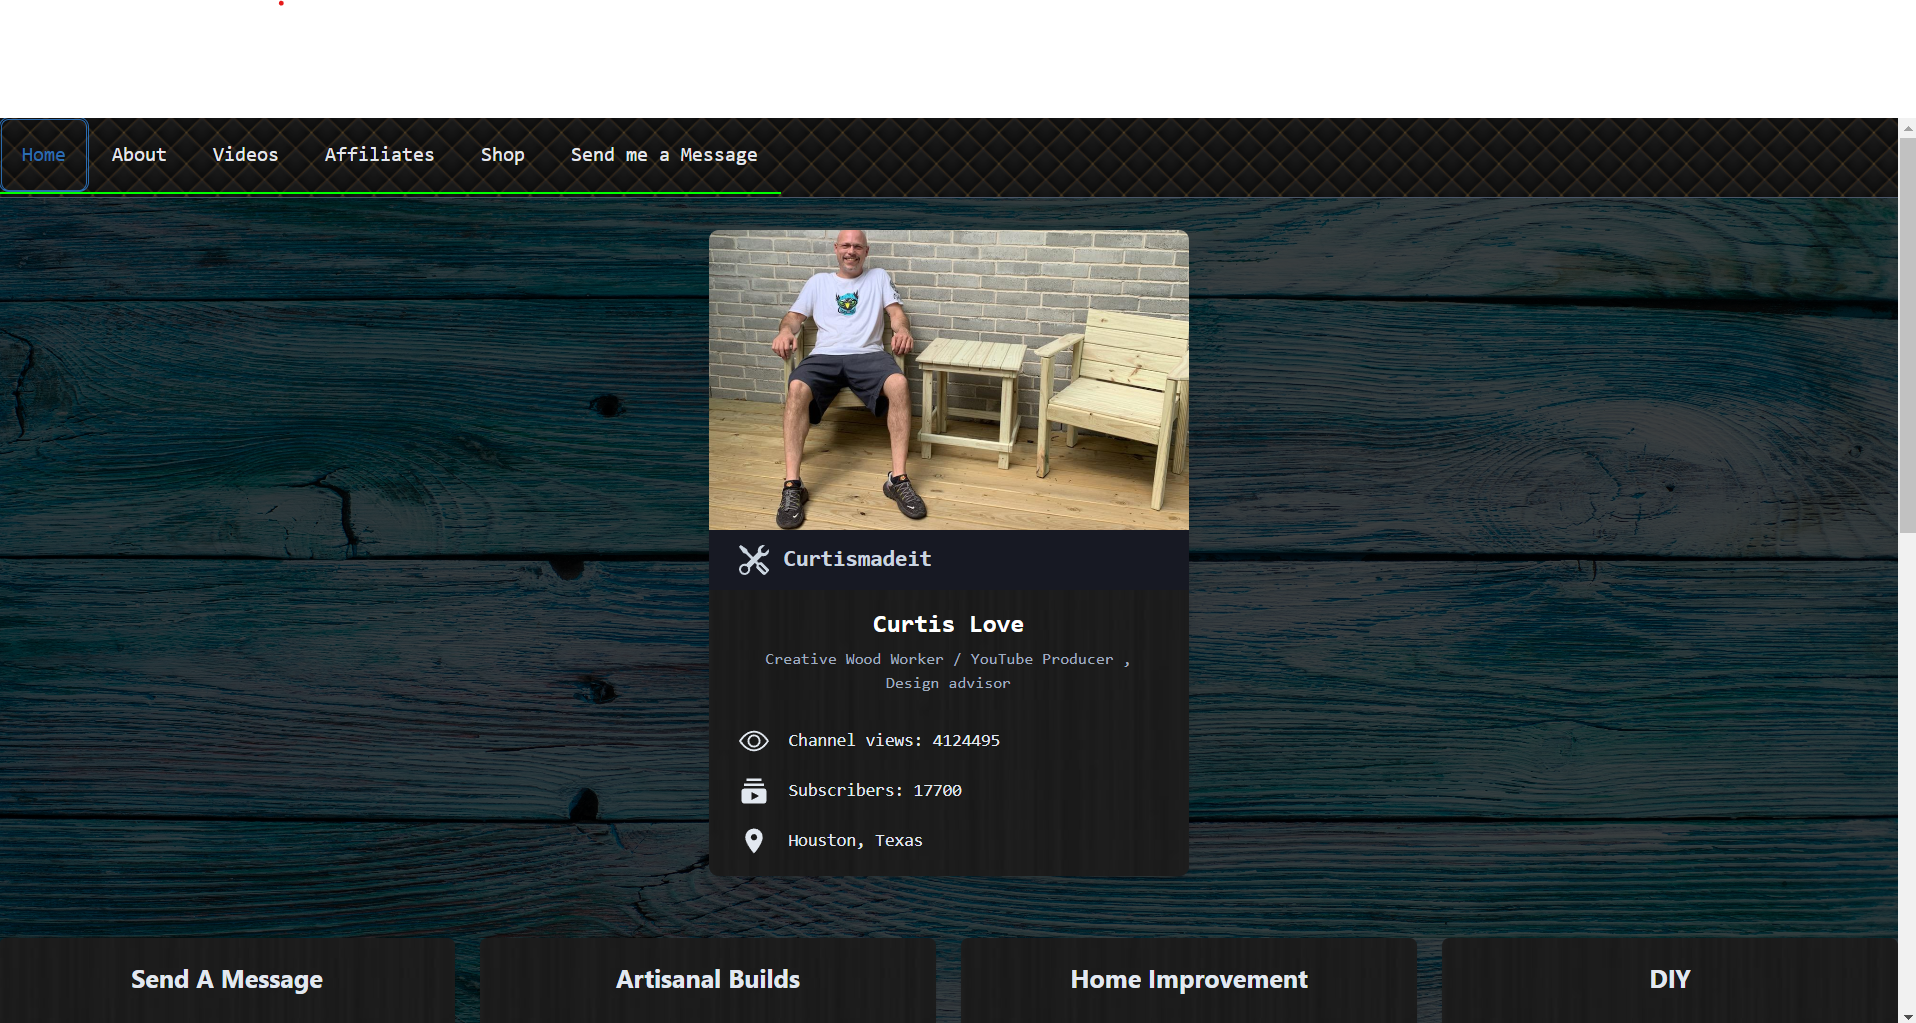 Home About Videos Affiliates Shop Send me a Message
Curtismadeit
Curtis Love
Creative Wood Worker / YouTube Producer ,
Design advisor
Channel views: 4124495
Subscribers: 17700
Houston, Texas
Send A Message Artisanal Builds Home Improvement DIY